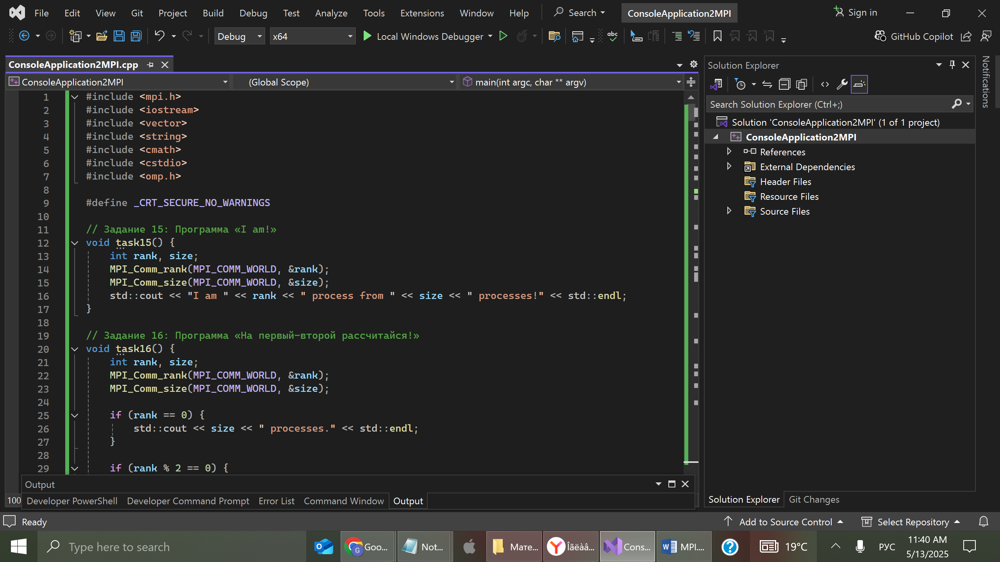 File Edit View Git Project Build Debug Test Analyze Tools Extensions Window Help Search ConsoleApplication2MPI Sign in
Debug x64 Local Windows Debugger abc GitHub Copilot
ConsoleApplication2MPI.cpp
ConsoleApplication2MPI (Global Scope) main(int argc, char ** argv)
1 #include <mpi.h>
2 #include <iostream>
3 #include <vector>
4 #include <string>
5 #include <cmath>
6 #include <cstdio>
7 #include <omp.h>
8
9 #define _CRT_SECURE_NO_WARNINGS
10
11 // Задание 15: Программа «I am!»
12 void task15() {
13 int rank, size;
14 MPI_Comm_rank(MPI_COMM_WORLD, &rank);
15 MPI_Comm_size(MPI_COMM_WORLD, &size);
16 std::cout << "I am " << rank << " process from " << size << " processes!" << std::endl;
17 }
18
19 // Задание 16: Программа «На первый-второй рассчитайся!»
20 void task16() {
21 int rank, size;
22 MPI_Comm_rank(MPI_COMM_WORLD, &rank);
23 MPI_Comm_size(MPI_COMM_WORLD, &size);
24
25 if (rank == 0) {
26 std::cout << size << " processes." << std::endl;
27 }
28
29 if (rank % 2 == 0) {
Output
100 Developer PowerShell Developer Command Prompt Error List Command Window Output
Solution Explorer
Search Solution Explorer (Ctrl+;)
Solution 'ConsoleApplication2MPI' (1 of 1 project)
ConsoleApplication2MPI
References
External Dependencies
Header Files
Resource Files
Source Files
Solution Explorer Git Changes
Notifications
Ready Add to Source Control Select Repository
Type here to search Goo... Not... Мате... Îãëàâ... Cons... MPI.... 19°C РУС 11:40 AM
5/13/2025